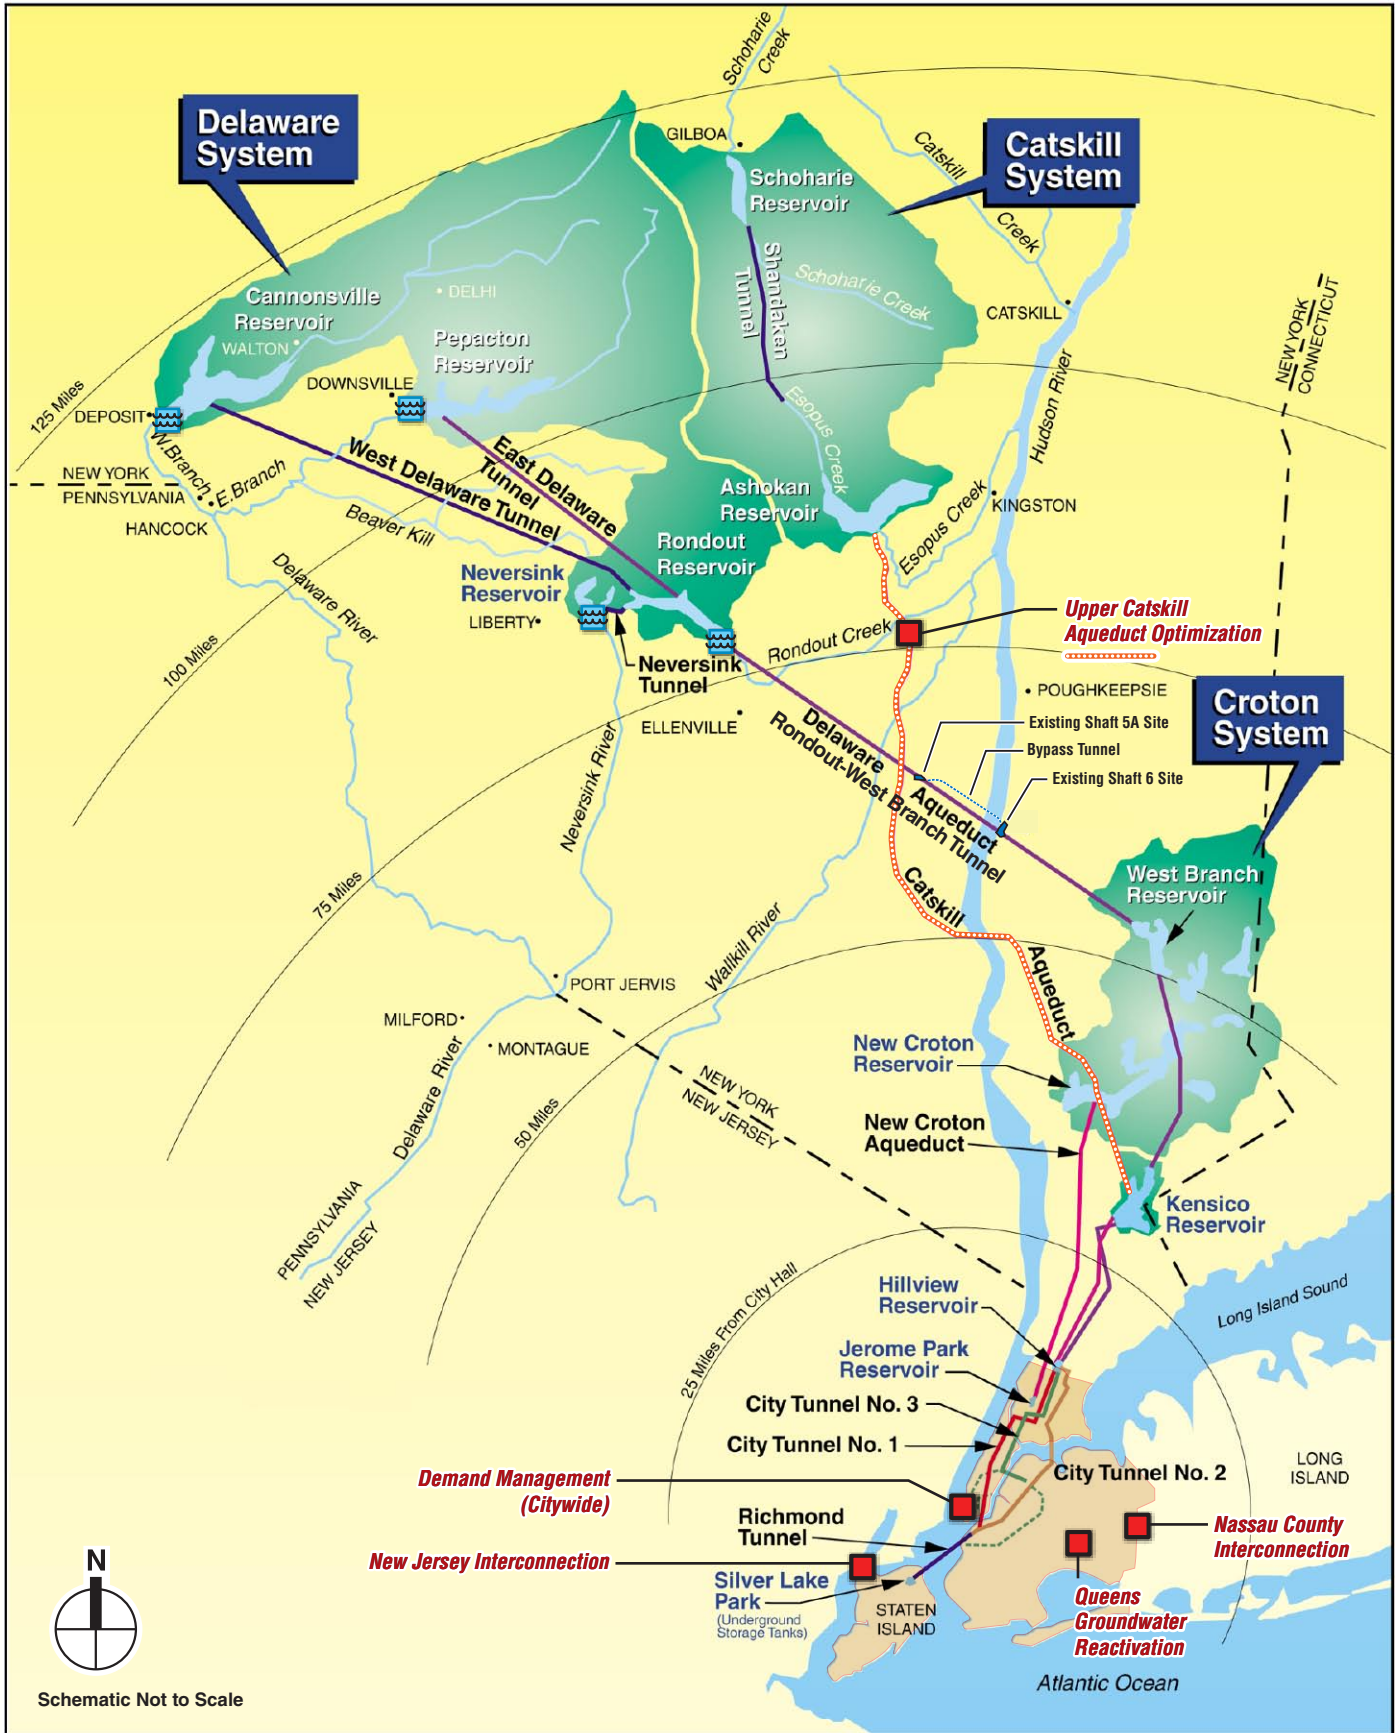 Schoharie
Creek
Delaware
System
GILBOA
Catskill
System
Catskill
Creek
Schoharie
Reservoir
Shandaken
Tunnel
Schoharie Creek
CATSKILL
NEW YORK
CONNECTICUT
Cannonsville
Reservoir
DELHI
WALTON
Pepacton
Reservoir
DOWNSVILLE
125 Miles
DEPOSIT
Hudson River
Esopus Creek
NEW YORK
PENNSYLVANIA
W.Branch
E.Branch
HANCOCK
West Delaware Tunnel
East Delaware
Tunnel
Beaver Kill
Ashokan
Reservoir
Esopus Creek
KINGSTON
Delaware River
Rondout
Reservoir
Neversink
Reservoir
LIBERTY
Upper Catskill
Aqueduct Optimization
100 Miles
Rondout Creek
Neversink
Tunnel
POUGHKEEPSIE
Croton
System
ELLENVILLE
Existing Shaft 5A Site
Bypass Tunnel
Existing Shaft 6 Site
Delaware
Aqueduct
Rondout-West Branch Tunnel
Neversink River
75 Miles
West Branch
Reservoir
Catskill
Aqueduct
Wallkill River
PORT JERVIS
MILFORD
MONTAGUE
Delaware River
New Croton
Reservoir
NEW YORK
NEW JERSEY
50 Miles
New Croton
Aqueduct
PENNSYLVANIA
NEW JERSEY
Kensico
Reservoir
25 Miles From City Hall
Hillview
Reservoir
Long Island Sound
Jerome Park
Reservoir
City Tunnel No. 3
City Tunnel No. 1
City Tunnel No. 2
LONG
ISLAND
Demand Management
(Citywide)
Richmond
Tunnel
Nassau County
Interconnection
New Jersey Interconnection
Silver Lake
Park
(Underground
Storage Tanks)
STATEN
ISLAND
Queens
Groundwater
Reactivation
Atlantic Ocean
N
Schematic Not to Scale